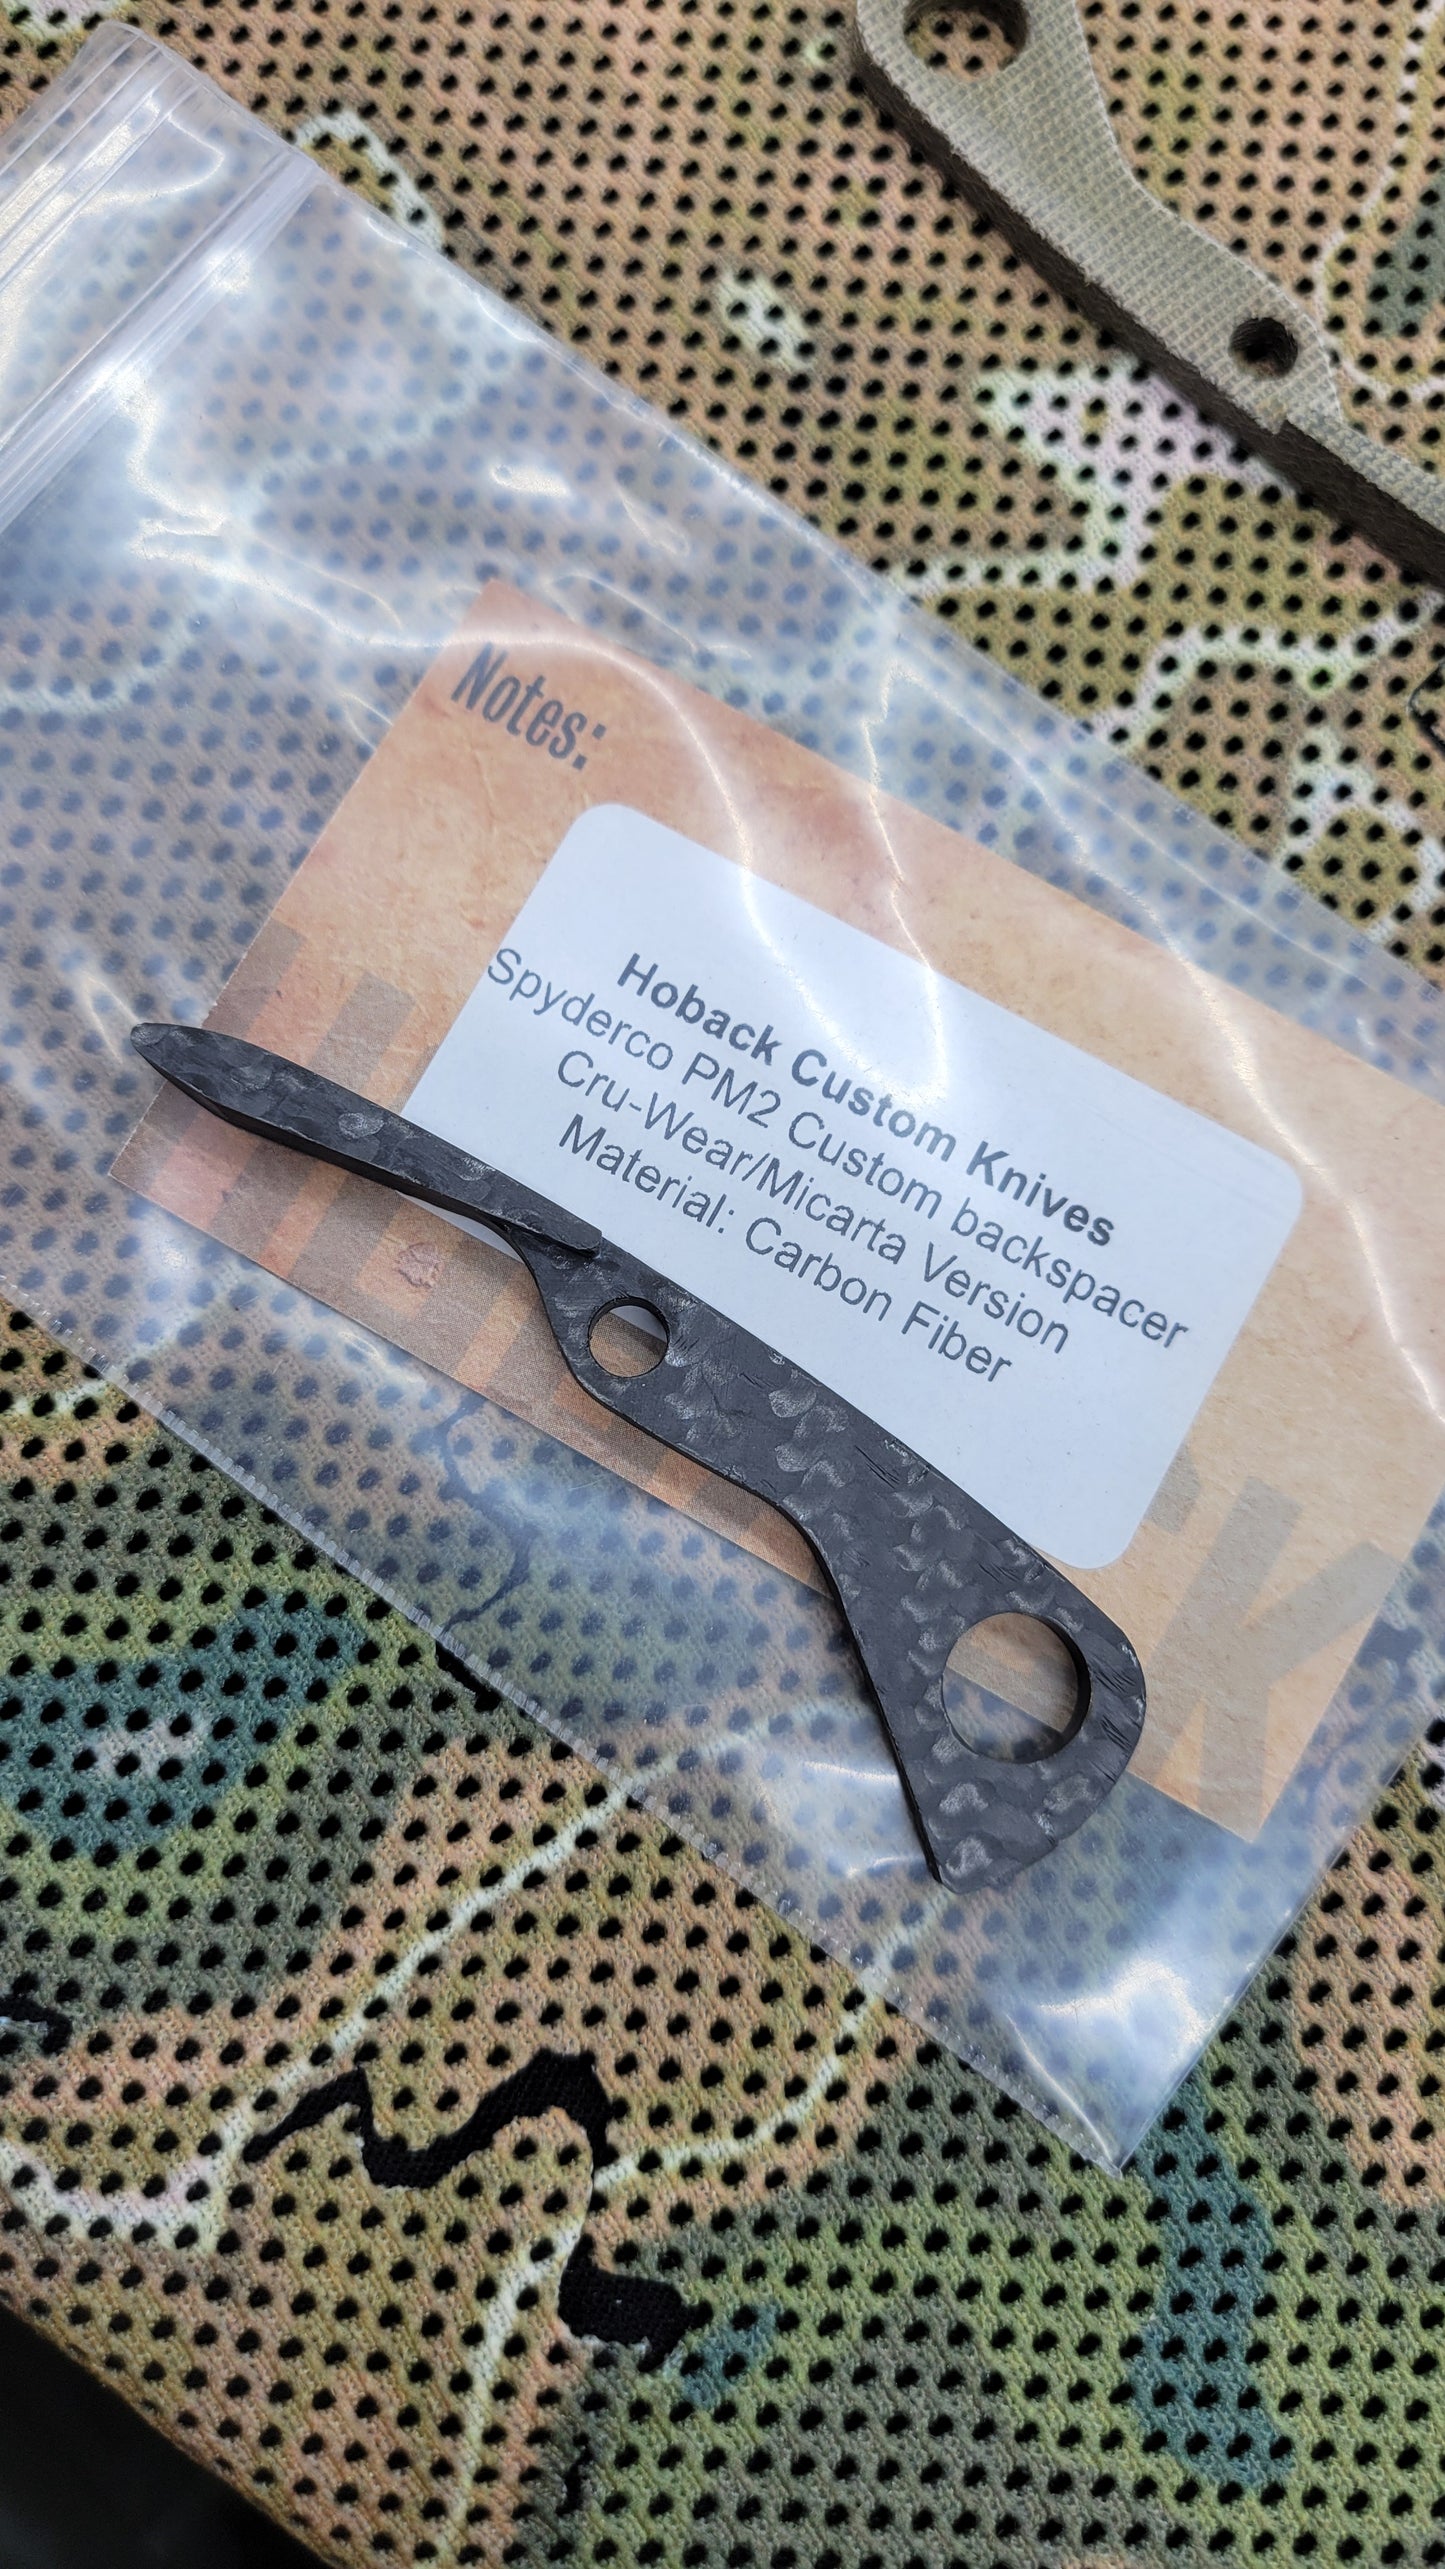 Notes:
Hoback Custom Knives
Spyderco PM2 Custom backspacer
Cru-Wear/Micarta Version
Material: Carbon Fiber